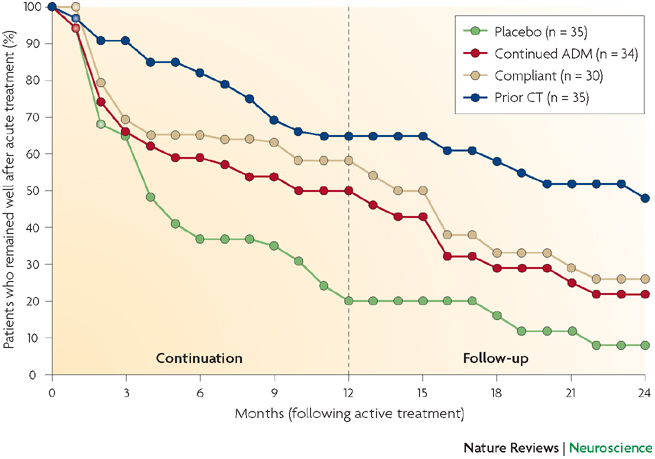 Patients who remained well after acute treatment (%)
100
90
80
70
60
50
40
30
20
10
0
Placebo (n = 35)
Continued ADM (n = 34)
Compliant (n = 30)
Prior CT (n = 35)
Continuation
Follow-up
0 3 6 9 12 15 18 21 24
Months (following active treatment)
Nature Reviews | Neuroscience